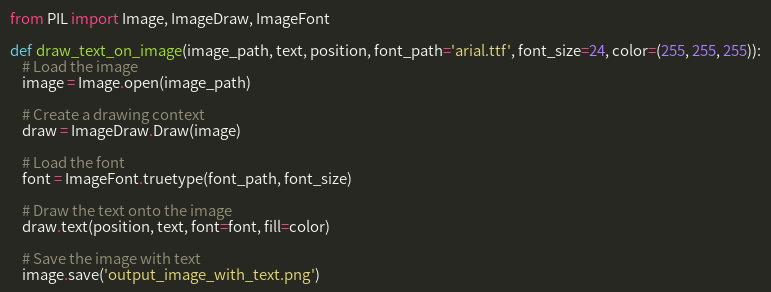 from PIL import Image, ImageDraw, ImageFont

def draw_text_on_image(image_path, text, position, font_path='arial.ttf', font_size=24, color=(255, 255, 255)):
    # Load the image
    image = Image.open(image_path)

    # Create a drawing context
    draw = ImageDraw.Draw(image)

    # Load the font
    font = ImageFont.truetype(font_path, font_size)

    # Draw the text onto the image
    draw.text(position, text, font=font, fill=color)

    # Save the image with text
    image.save('output_image_with_text.png')